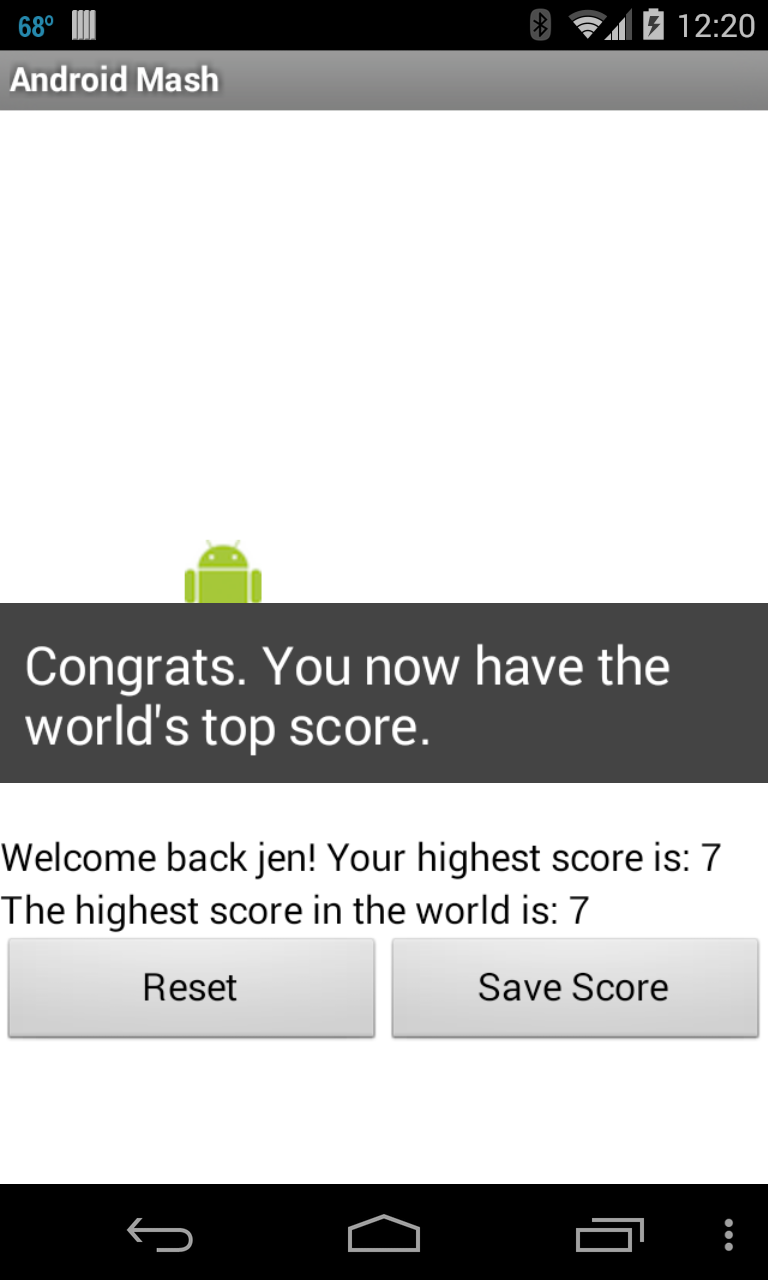 68º
12:20
Android Mash
Congrats. You now have the
world's top score.
Welcome back jen! Your highest score is: 7
The highest score in the world is: 7
Reset
Save Score